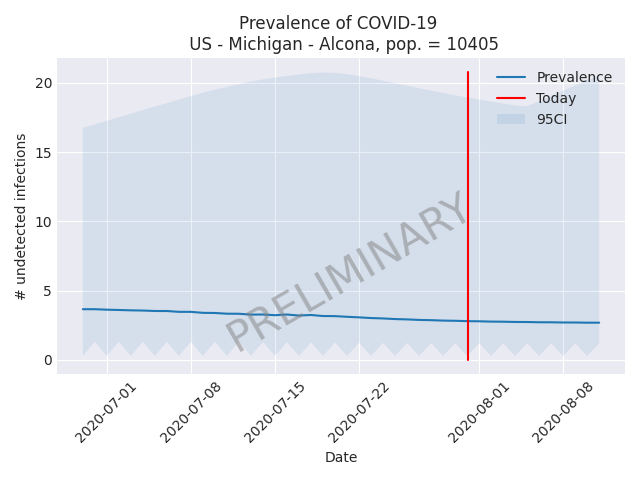 Prevalence of COVID-19
US - Michigan - Alcona, pop. = 10405
Prevalence
Today
95CI
# undetected infections
20
15
10
5
0
PRELIMINARY
2020-07-01
2020-07-08
2020-07-15
2020-07-22
2020-08-01
2020-08-08
Date